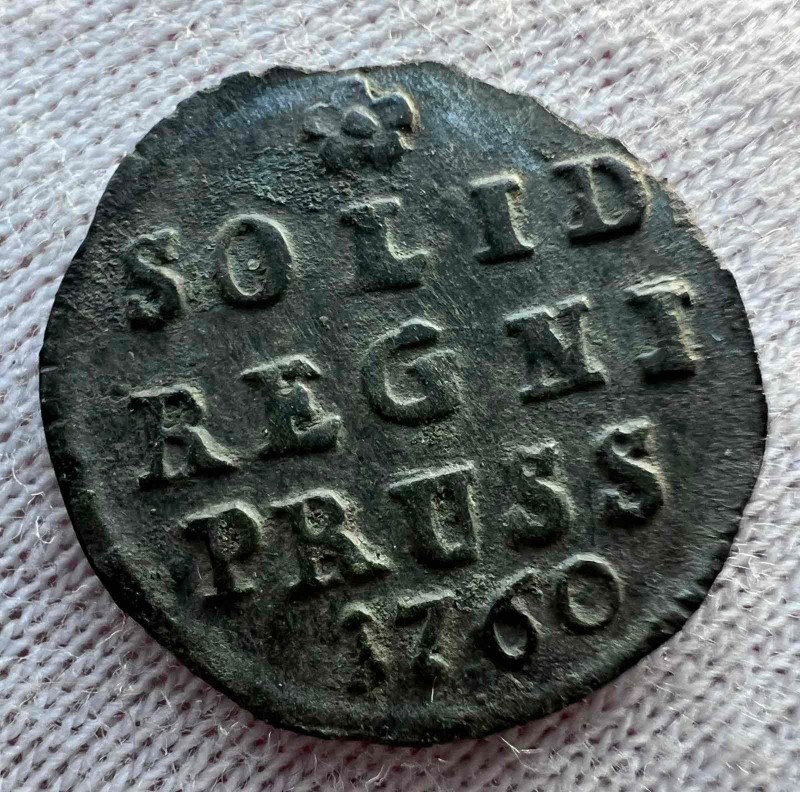 SOLID
REGNI
PRUSS
1760